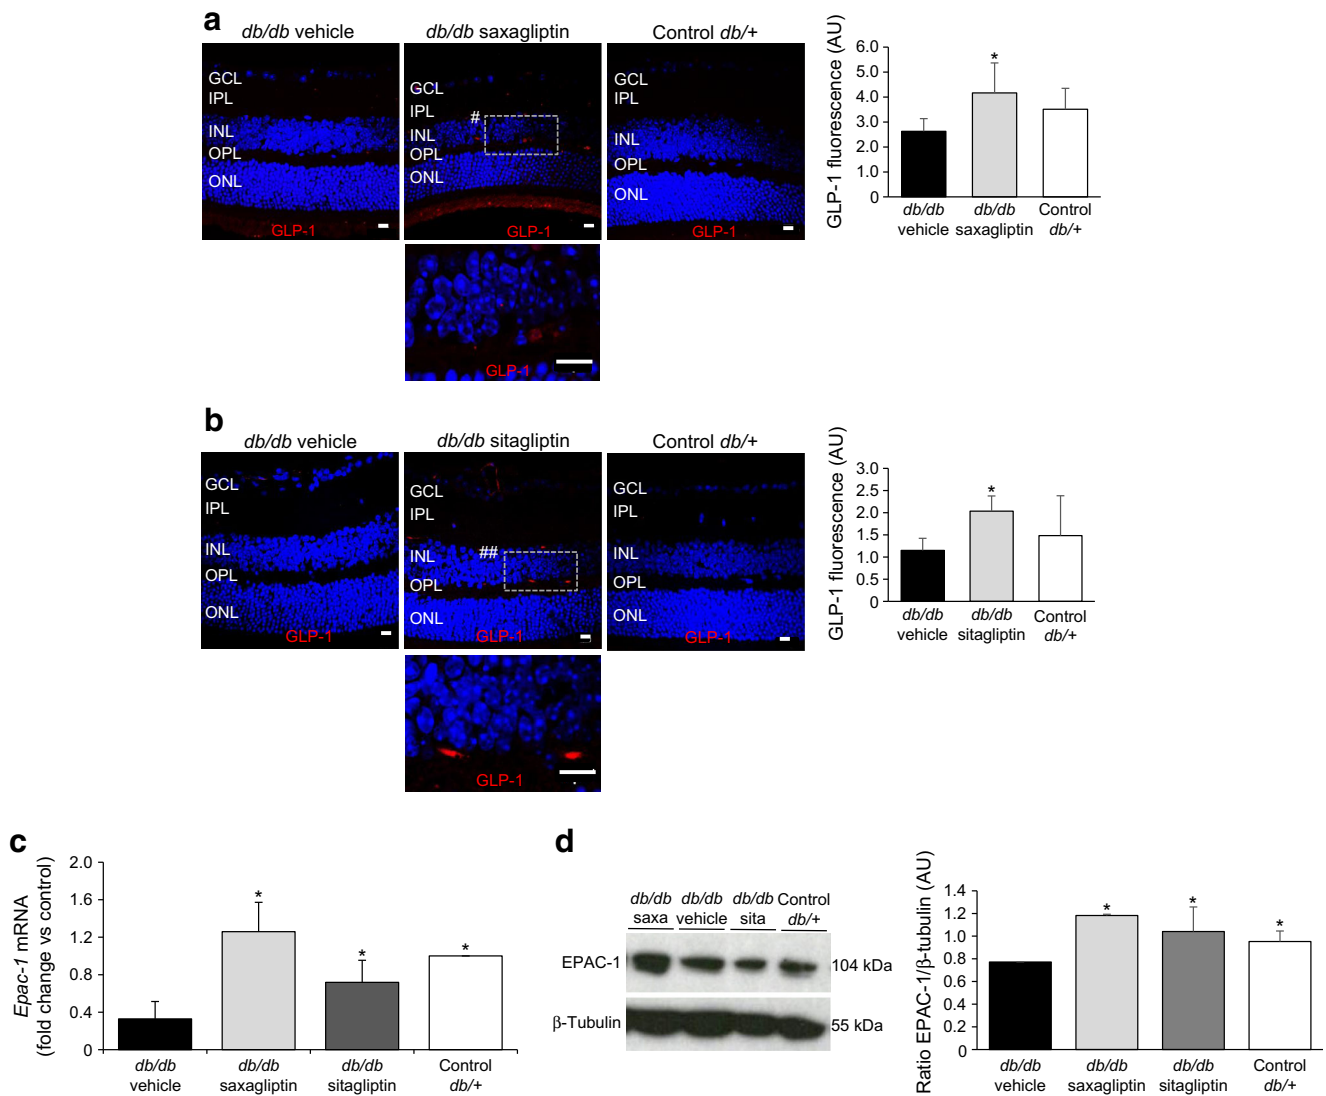 a
db/db vehicle
db/db saxagliptin
Control db/+
GCL
IPL
INL
OPL
ONL
GLP-1
GCL
IPL
#
INL
OPL
ONL
GLP-1
GCL
IPL
INL
OPL
ONL
GLP-1
GLP-1
GLP-1 fluorescence (AU)
6.0
5.0
4.0
3.0
2.0
1.0
0
*
db/db
vehicle
db/db
saxagliptin
Control
db/+
b
db/db vehicle
db/db sitagliptin
Control db/+
GCL
IPL
INL
OPL
ONL
GLP-1
GCL
IPL
##
INL
OPL
ONL
GLP-1
GCL
IPL
INL
OPL
ONL
GLP-1
GLP-1
GLP-1 fluorescence (AU)
3.0
2.5
2.0
1.5
1.0
0.5
0
*
db/db
vehicle
db/db
sitagliptin
Control
db/+
c
Epac-1 mRNA
(fold change vs control)
2.0
1.6
1.2
0.8
0.4
0
*
*
*
db/db
vehicle
db/db
saxagliptin
db/db
sitagliptin
Control
db/+
d
db/db
saxa
db/db
vehicle
db/db
sita
Control
db/+
EPAC-1
104 kDa
β-Tubulin
55 kDa
Ratio EPAC-1/β-tubulin (AU)
1.4
1.2
1.0
0.8
0.6
0.4
0.2
0
*
*
*
db/db
vehicle
db/db
saxagliptin
db/db
sitagliptin
Control
db/+